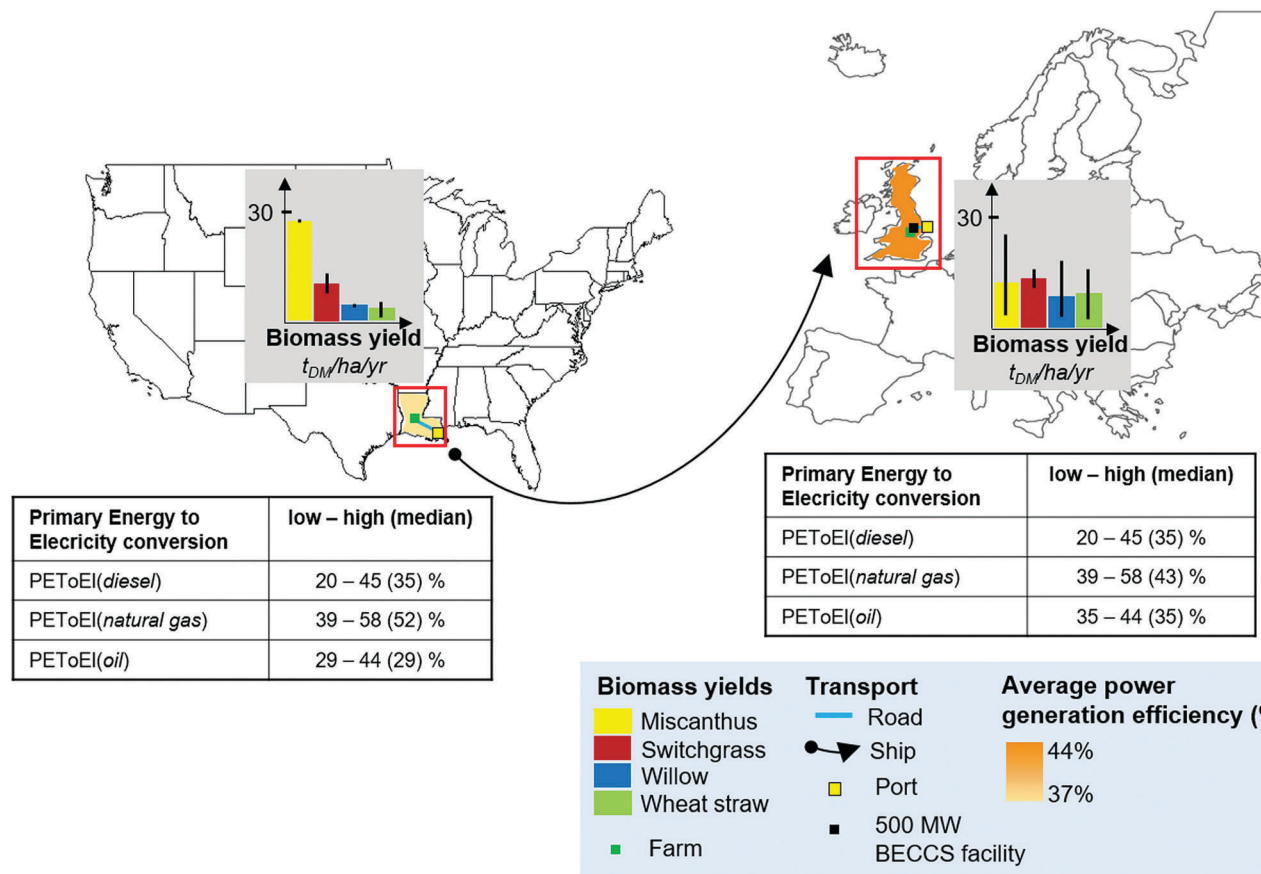 30
Biomass yield
tDM/ha/yr
30
Biomass yield
tDM/ha/yr
Primary Energy to
Elecricity conversion
low – high (median)
PEToEl(diesel)
20 – 45 (35) %
PEToEl(natural gas)
39 – 58 (52) %
PEToEl(oil)
29 – 44 (29) %
Primary Energy to
Elecricity conversion
low – high (median)
PEToEl(diesel)
20 – 45 (35) %
PEToEl(natural gas)
39 – 58 (43) %
PEToEl(oil)
35 – 44 (35) %
Biomass yields
Miscanthus
Switchgrass
Willow
Wheat straw
Farm
Transport
Road
Ship
Port
500 MW
BECCS facility
Average power
generation efficiency (
44%
37%